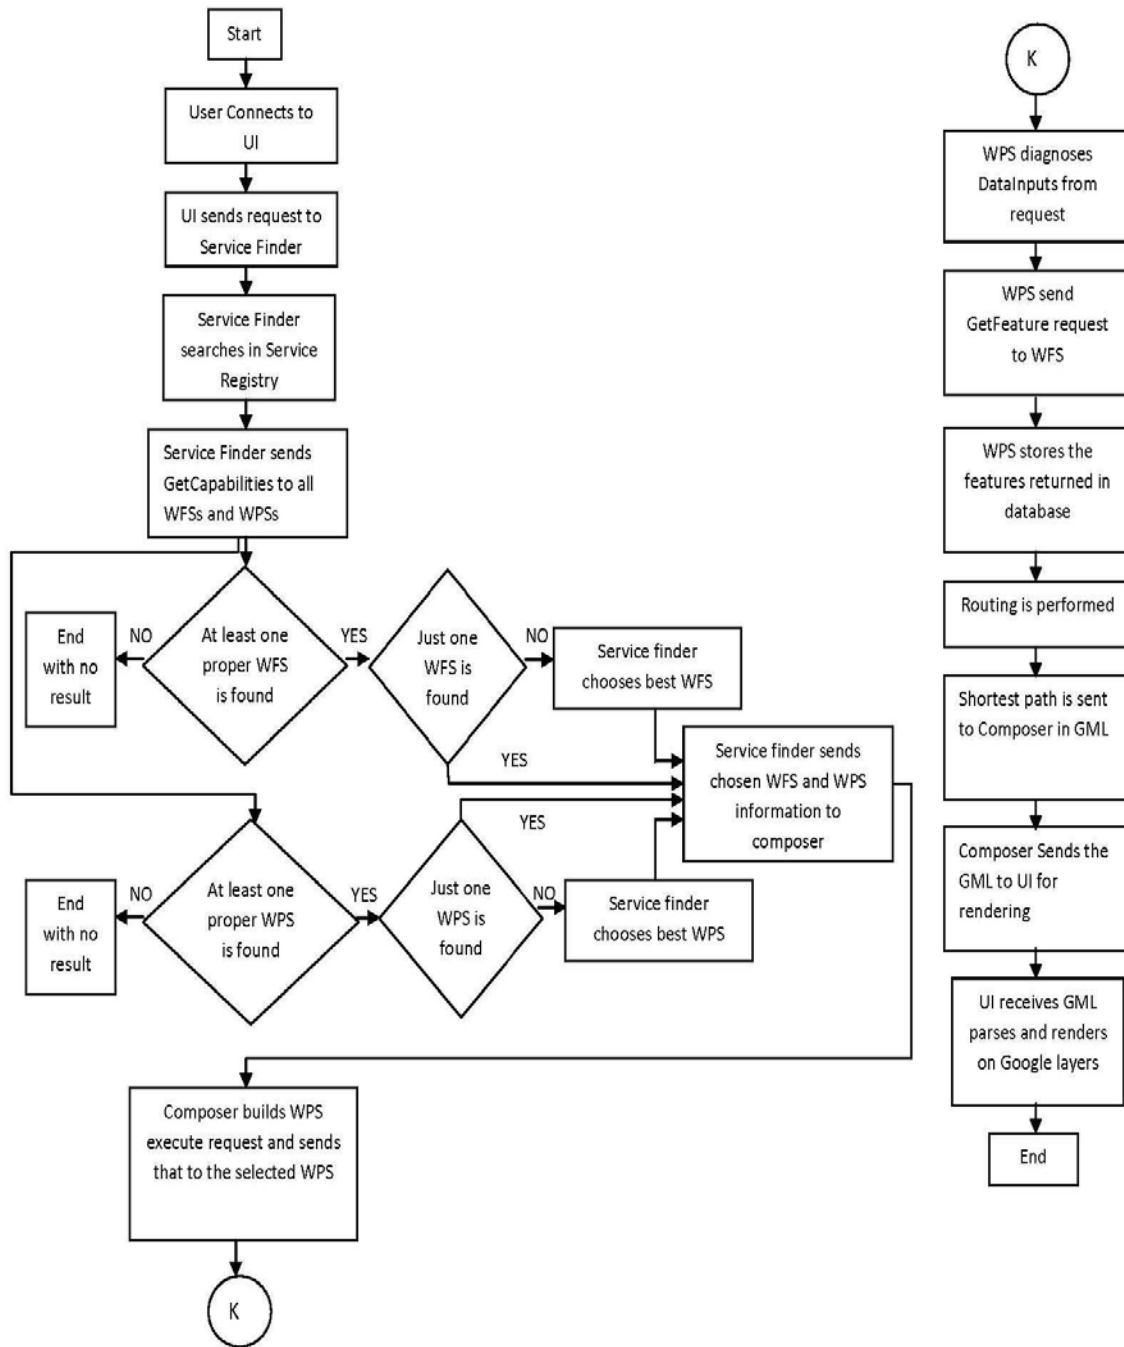 Start
User Connects to
UI
UI sends request to
Service Finder
Service Finder
searches in Service
Registry
Service Finder sends
GetCapabilities to all
WFSs and WPSs
End
with no
result
NO
At least one
proper WFS
is found
YES
Just one
WFS is
found
NO
Service finder
chooses best WFS
YES
Service finder sends
chosen WFS and WPS
information to
composer
End
with no
result
NO
At least one
proper WPS
is found
YES
Just one
WPS is
found
YES
NO
Service finder
chooses best WPS
Composer builds WPS
execute request and sends
that to the selected WPS
K
K
WPS diagnoses
DataInputs from
request
WPS send
GetFeature request
to WFS
WPS stores the
features returned in
database
Routing is performed
Shortest path is sent
to Composer in GML
Composer Sends the
GML to UI for
rendering
UI receives GML
parses and renders
on Google layers
End